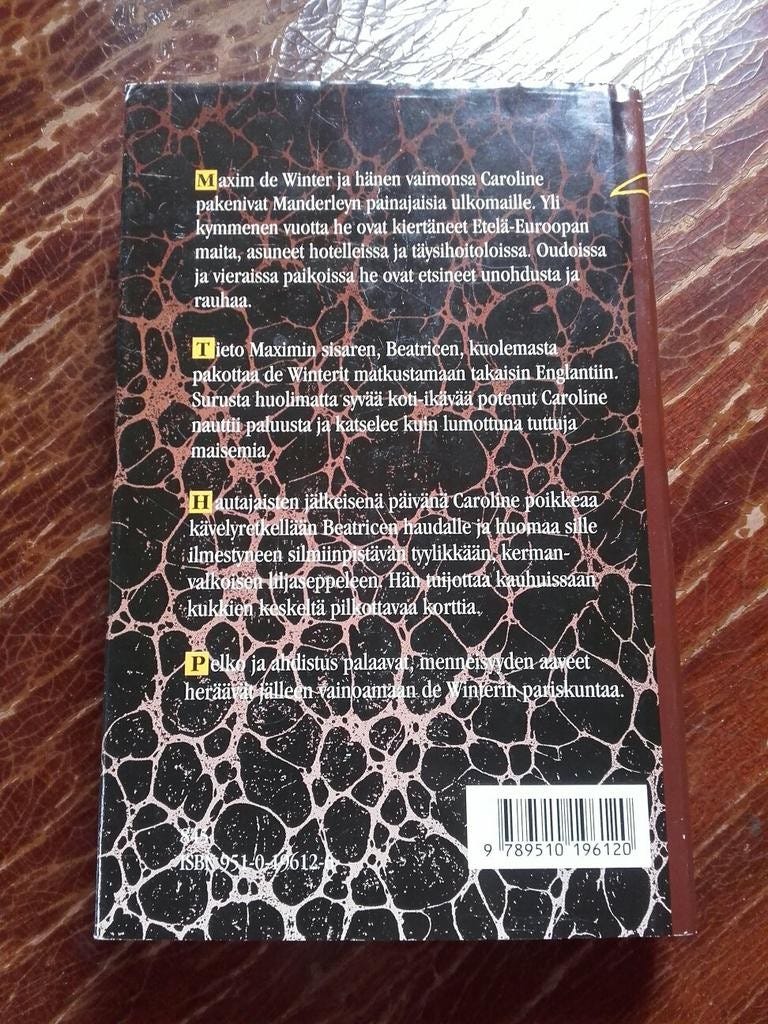 Maxim de Winter ja hänen vaimonsa Caroline
pakenivat Manderleyn painajaisia ulkomaille. Yli
kymmenen vuotta he ovat kiertäneet Etelä-Euroopan
maita, asuneet hotelleissa ja täysihoitoloissa. Oudoissa
ja vieraissa paikoissa he ovat etsineet unohdusta ja
rauhaa.
Tieto Maximin sisaren, Beatricen, kuolemasta
pakottaa de Winterit matkustamaan takaisin Englantiin.
Surusta huolimatta syvää koti-ikävää potenut Caroline
nauttii paluusta ja katselee kuin lumottuna tuttuja
maisemia.
Hautajaisten jälkeisenä päivänä Caroline poikkeaa
kävelyretkellään Beatricen haudalle ja huomaa sille
ilmestyneen silmiinpistävän tyylikkään, kerman-
valkoisen liljaseppeleen. Hän tuijottaa kauhuissaan
kukkien keskeltä pilkottavaa korttia.
Pelko ja ahdistus palaavat, menneisyyden aaveet
heräävät jälleen vainoamaan de Winterin pariskuntaa.
ISBN 951-0-19612-
9 789510 196120